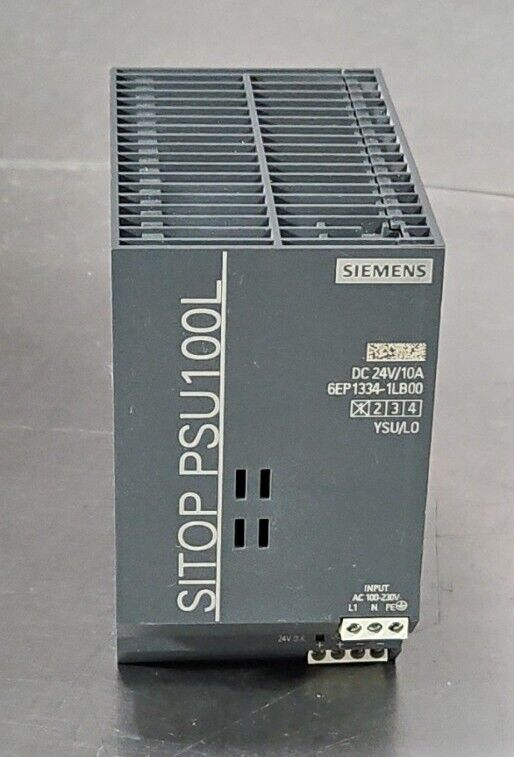 SIEMENS
SITOP PSU100L
DC 24V/10A
6EP1334-1LB00
2 3 4
YSU/LO
INPUT
AC 100-230V
L1 N PE
24V O.K.
+ + - -